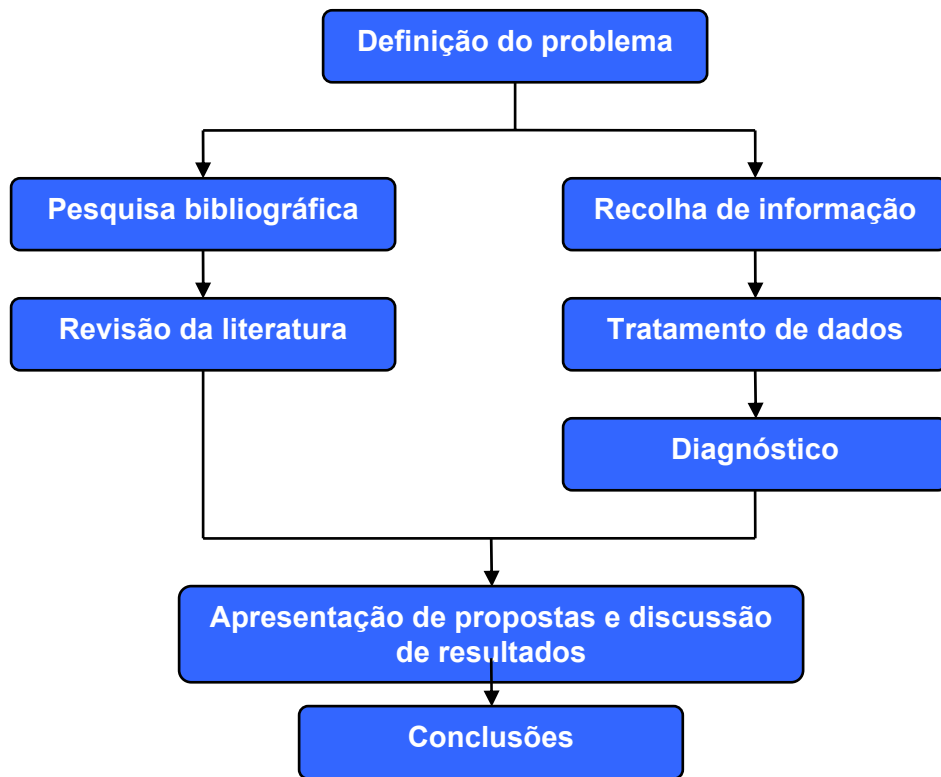 Definição do problema
Pesquisa bibliográfica
Recolha de informação
Revisão da literatura
Tratamento de dados
Diagnóstico
Apresentação de propostas e discussão
de resultados
Conclusões